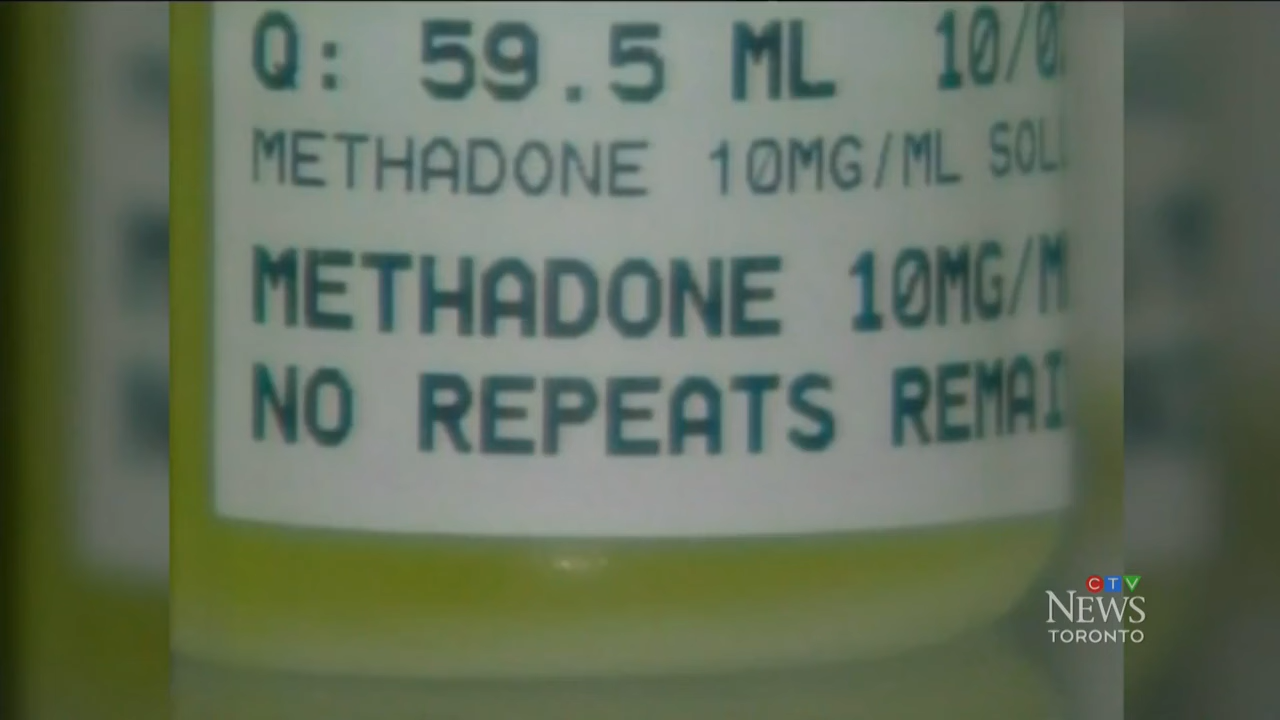 Q: 59.5 ML 10/0
METHADONE 10MG/ML SOL
METHADONE 10MG/M
NO REPEATS REMAI
CTV
NEWS
TORONTO